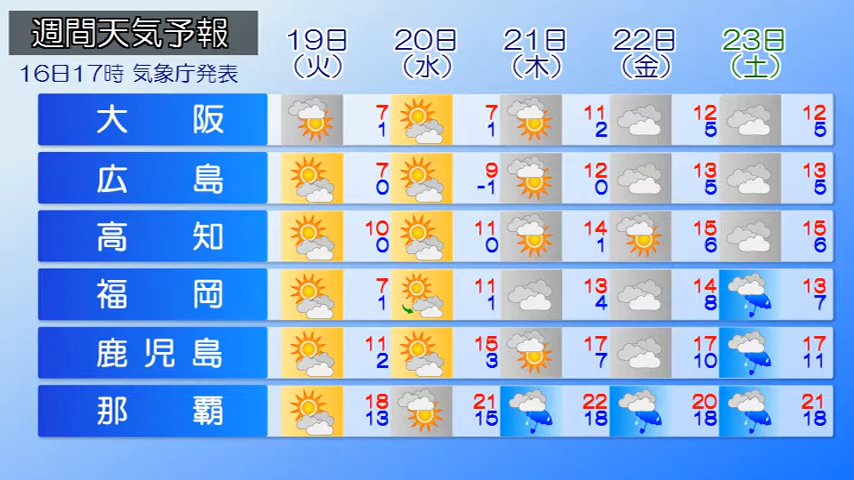 週間天気予報
16日17時 気象庁発表
19日 20日 21日 22日 23日
(火) (水) (木) (金) (土)
大阪 7 7 11 12 12
1 1 2 5 5
広島 7 9 12 13 13
0 -1 0 5 5
高知 10 11 14 15 15
0 0 1 6 6
福岡 7 11 13 14 13
1 1 4 8 7
鹿児島 11 15 17 17 17
2 3 7 10 11
那覇 18 21 22 20 21
13 15 18 18 18